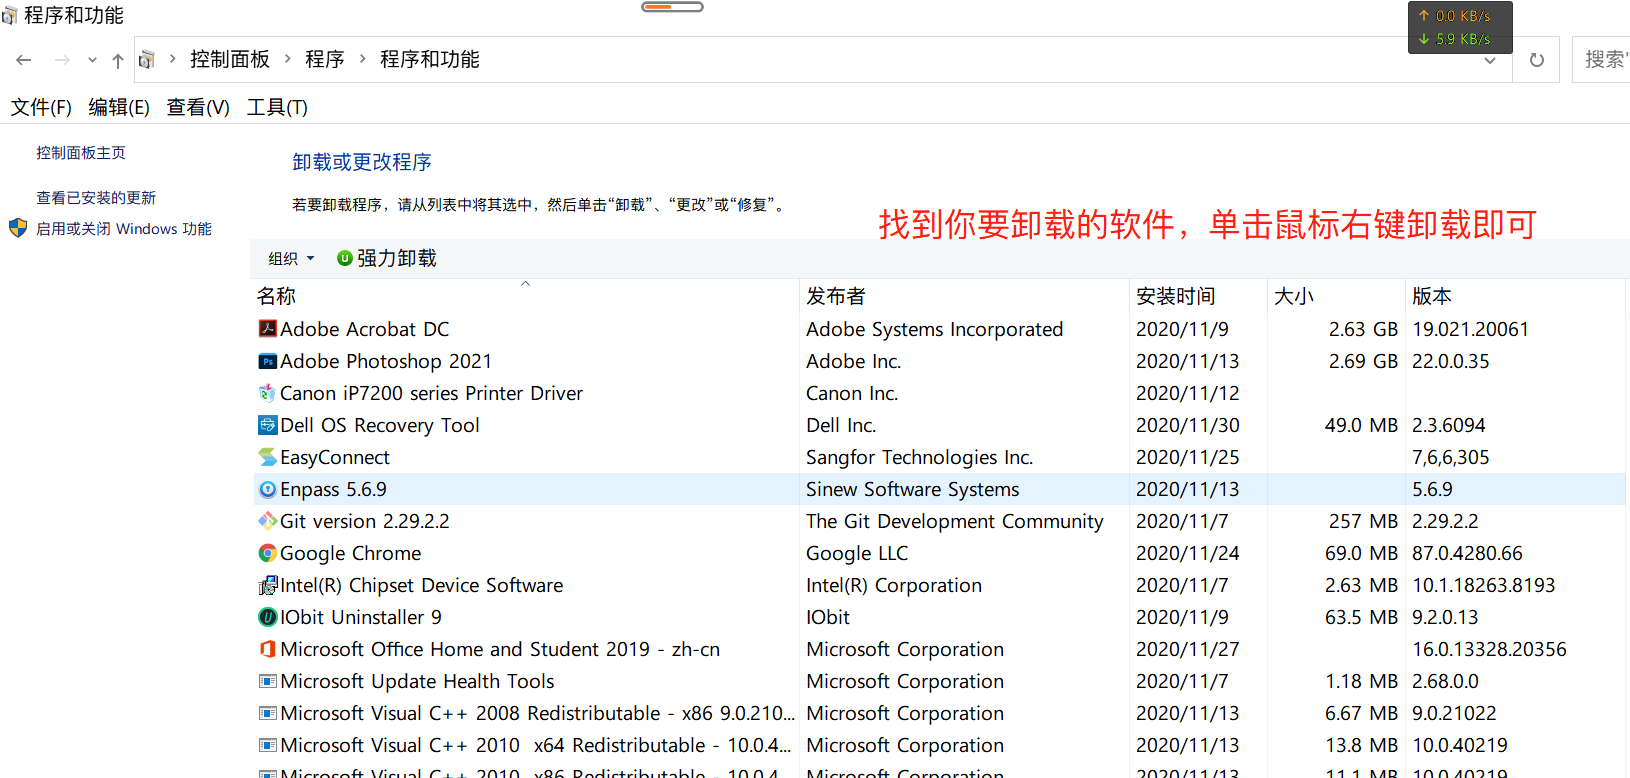 程序和功能
↑ 0.0 KB/s
↓ 5.9 KB/s
控制面板 > 程序 > 程序和功能
搜索"
文件(F) 编辑(E) 查看(V) 工具(T)
控制面板主页
查看已安装的更新
启用或关闭 Windows 功能
卸载或更改程序
若要卸载程序，请从列表中将其选中，然后单击“卸载”、“更改”或“修复”。
找到你要卸载的软件，单击鼠标右键卸载即可
组织 强力卸载
名称 发布者 安装时间 大小 版本
Adobe Acrobat DC Adobe Systems Incorporated 2020/11/9 2.63 GB 19.021.20061
Adobe Photoshop 2021 Adobe Inc. 2020/11/13 2.69 GB 22.0.0.35
Canon iP7200 series Printer Driver Canon Inc. 2020/11/12
Dell OS Recovery Tool Dell Inc. 2020/11/30 49.0 MB 2.3.6094
EasyConnect Sangfor Technologies Inc. 2020/11/25 7,6,6,305
Enpass 5.6.9 Sinew Software Systems 2020/11/13 5.6.9
Git version 2.29.2.2 The Git Development Community 2020/11/7 257 MB 2.29.2.2
Google Chrome Google LLC 2020/11/24 69.0 MB 87.0.4280.66
Intel(R) Chipset Device Software Intel(R) Corporation 2020/11/7 2.63 MB 10.1.18263.8193
IObit Uninstaller 9 IObit 2020/11/9 63.5 MB 9.2.0.13
Microsoft Office Home and Student 2019 - zh-cn Microsoft Corporation 2020/11/27 16.0.13328.20356
Microsoft Update Health Tools Microsoft Corporation 2020/11/7 1.18 MB 2.68.0.0
Microsoft Visual C++ 2008 Redistributable - x86 9.0.210... Microsoft Corporation 2020/11/13 6.67 MB 9.0.21022
Microsoft Visual C++ 2010 x64 Redistributable - 10.0.4... Microsoft Corporation 2020/11/13 13.8 MB 10.0.40219
Microsoft Visual C++ 2010 x86 Redistributable - 10.0.4... Microsoft Corporation 2020/11/13 11.1 MB 10.0.40219